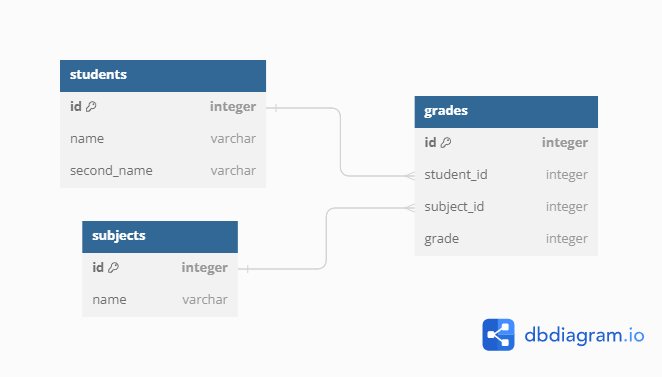 students
id integer
name varchar
second_name varchar
grades
id integer
student_id integer
subject_id integer
grade integer
subjects
id integer
name varchar
dbdiagram.io